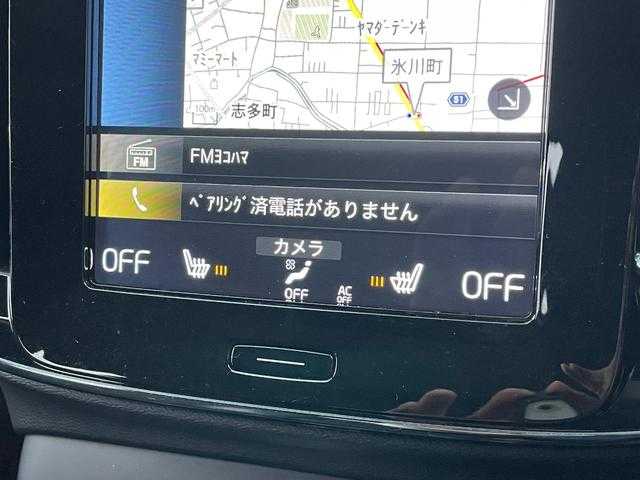 ヤマダデンキ
マミーマート
氷川町
51
100m
志多町
FM
FMヨコハマ
ペアリング済電話がありません
カメラ
OFF
OFF
AC
OFF
OFF